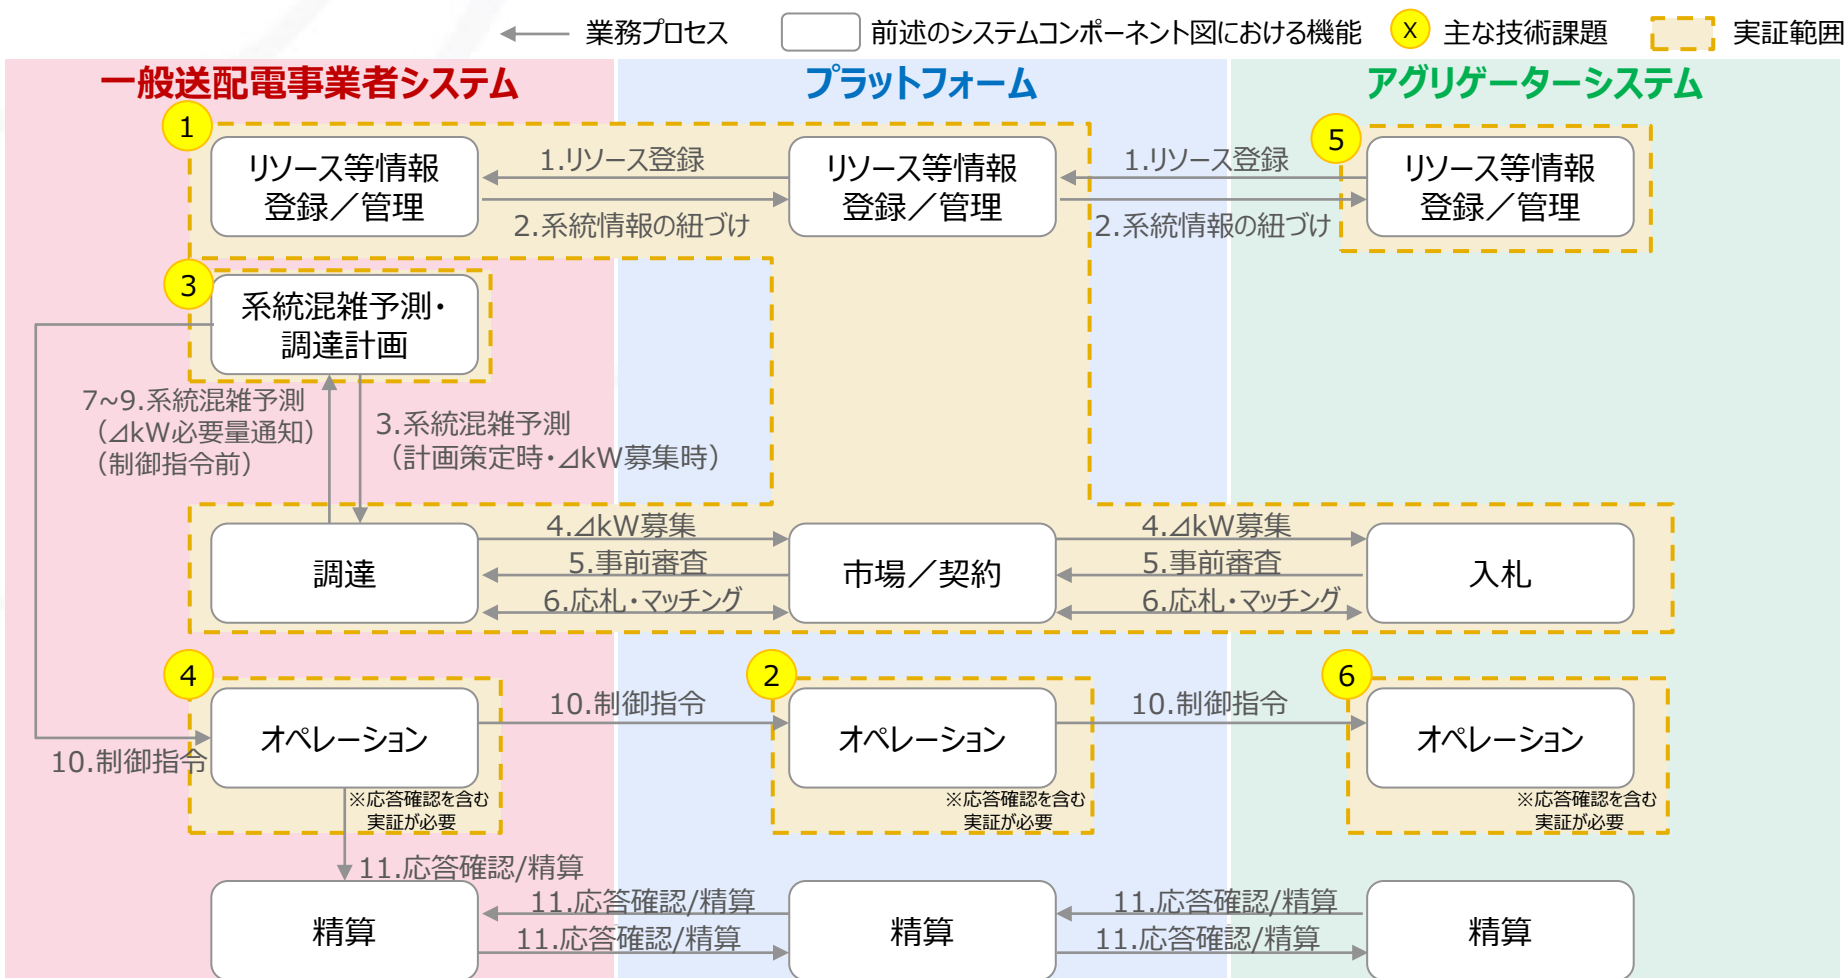 業務プロセス
前述のシステムコンポーネント図における機能
X
主な技術課題
実証範囲
一般送配電事業者システム
プラットフォーム
アグリゲーターシステム
1
リソース等情報
登録／管理
1.リソース登録
2.系統情報の紐づけ
リソース等情報
登録／管理
1.リソース登録
2.系統情報の紐づけ
5
リソース等情報
登録／管理
3
系統混雑予測・
調達計画
7~9.系統混雑予測
（⊿kW必要量通知）
（制御指令前）
3.系統混雑予測
（計画策定時・⊿kW募集時）
調達
4.⊿kW募集
5.事前審査
6.応札・マッチング
市場／契約
4.⊿kW募集
5.事前審査
6.応札・マッチング
入札
4
オペレーション
10.制御指令
※応答確認を含む
実証が必要
10.制御指令
2
オペレーション
※応答確認を含む
実証が必要
10.制御指令
6
オペレーション
※応答確認を含む
実証が必要
11.応答確認/精算
精算
11.応答確認/精算
11.応答確認/精算
精算
11.応答確認/精算
11.応答確認/精算
精算